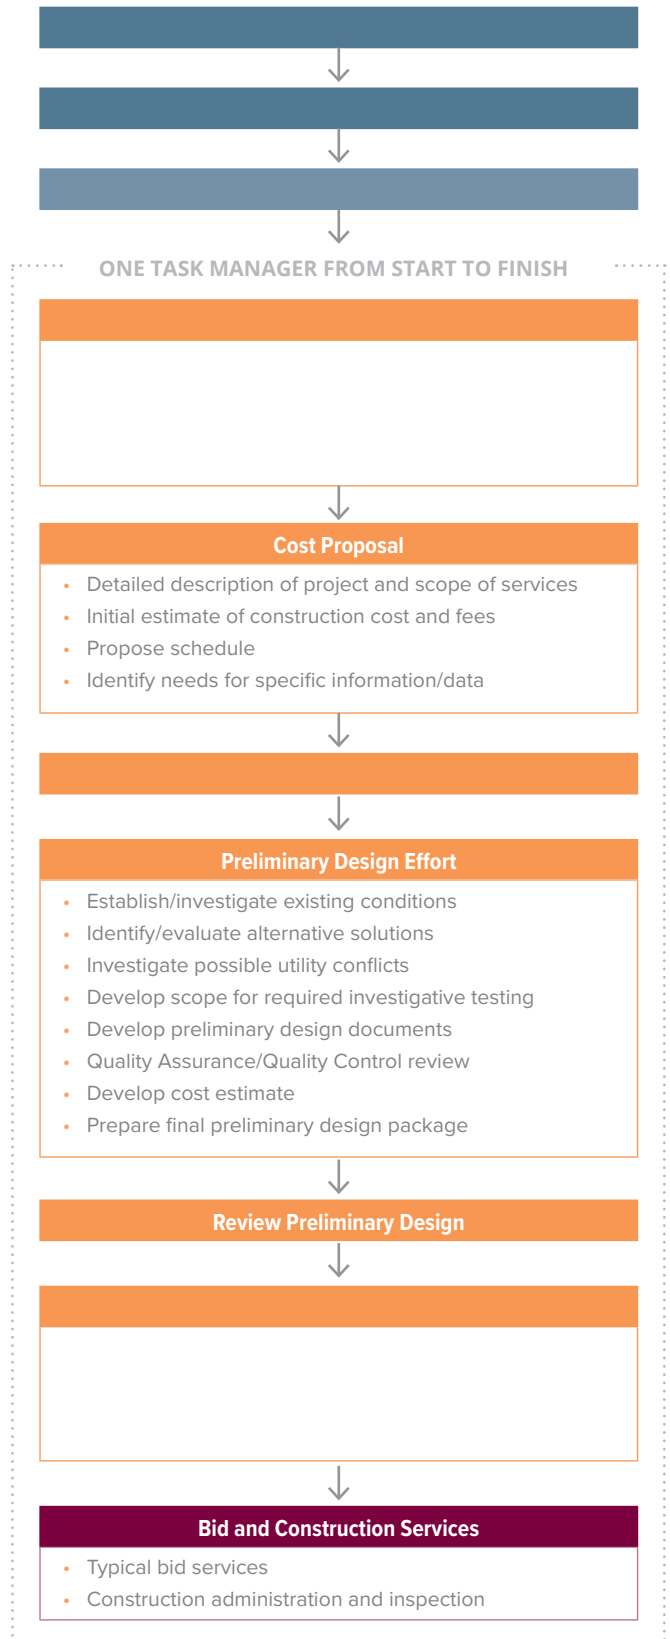 ONE TASK MANAGER FROM START TO FINISH
Cost Proposal
• Detailed description of project and scope of services
• Initial estimate of construction cost and fees
• Propose schedule
• Identify needs for specific information/data
Preliminary Design Effort
• Establish/investigate existing conditions
• Identify/evaluate alternative solutions
• Investigate possible utility conflicts
• Develop scope for required investigative testing
• Develop preliminary design documents
• Quality Assurance/Quality Control review
• Develop cost estimate
• Prepare final preliminary design package
Review Preliminary Design
Bid and Construction Services
• Typical bid services
• Construction administration and inspection